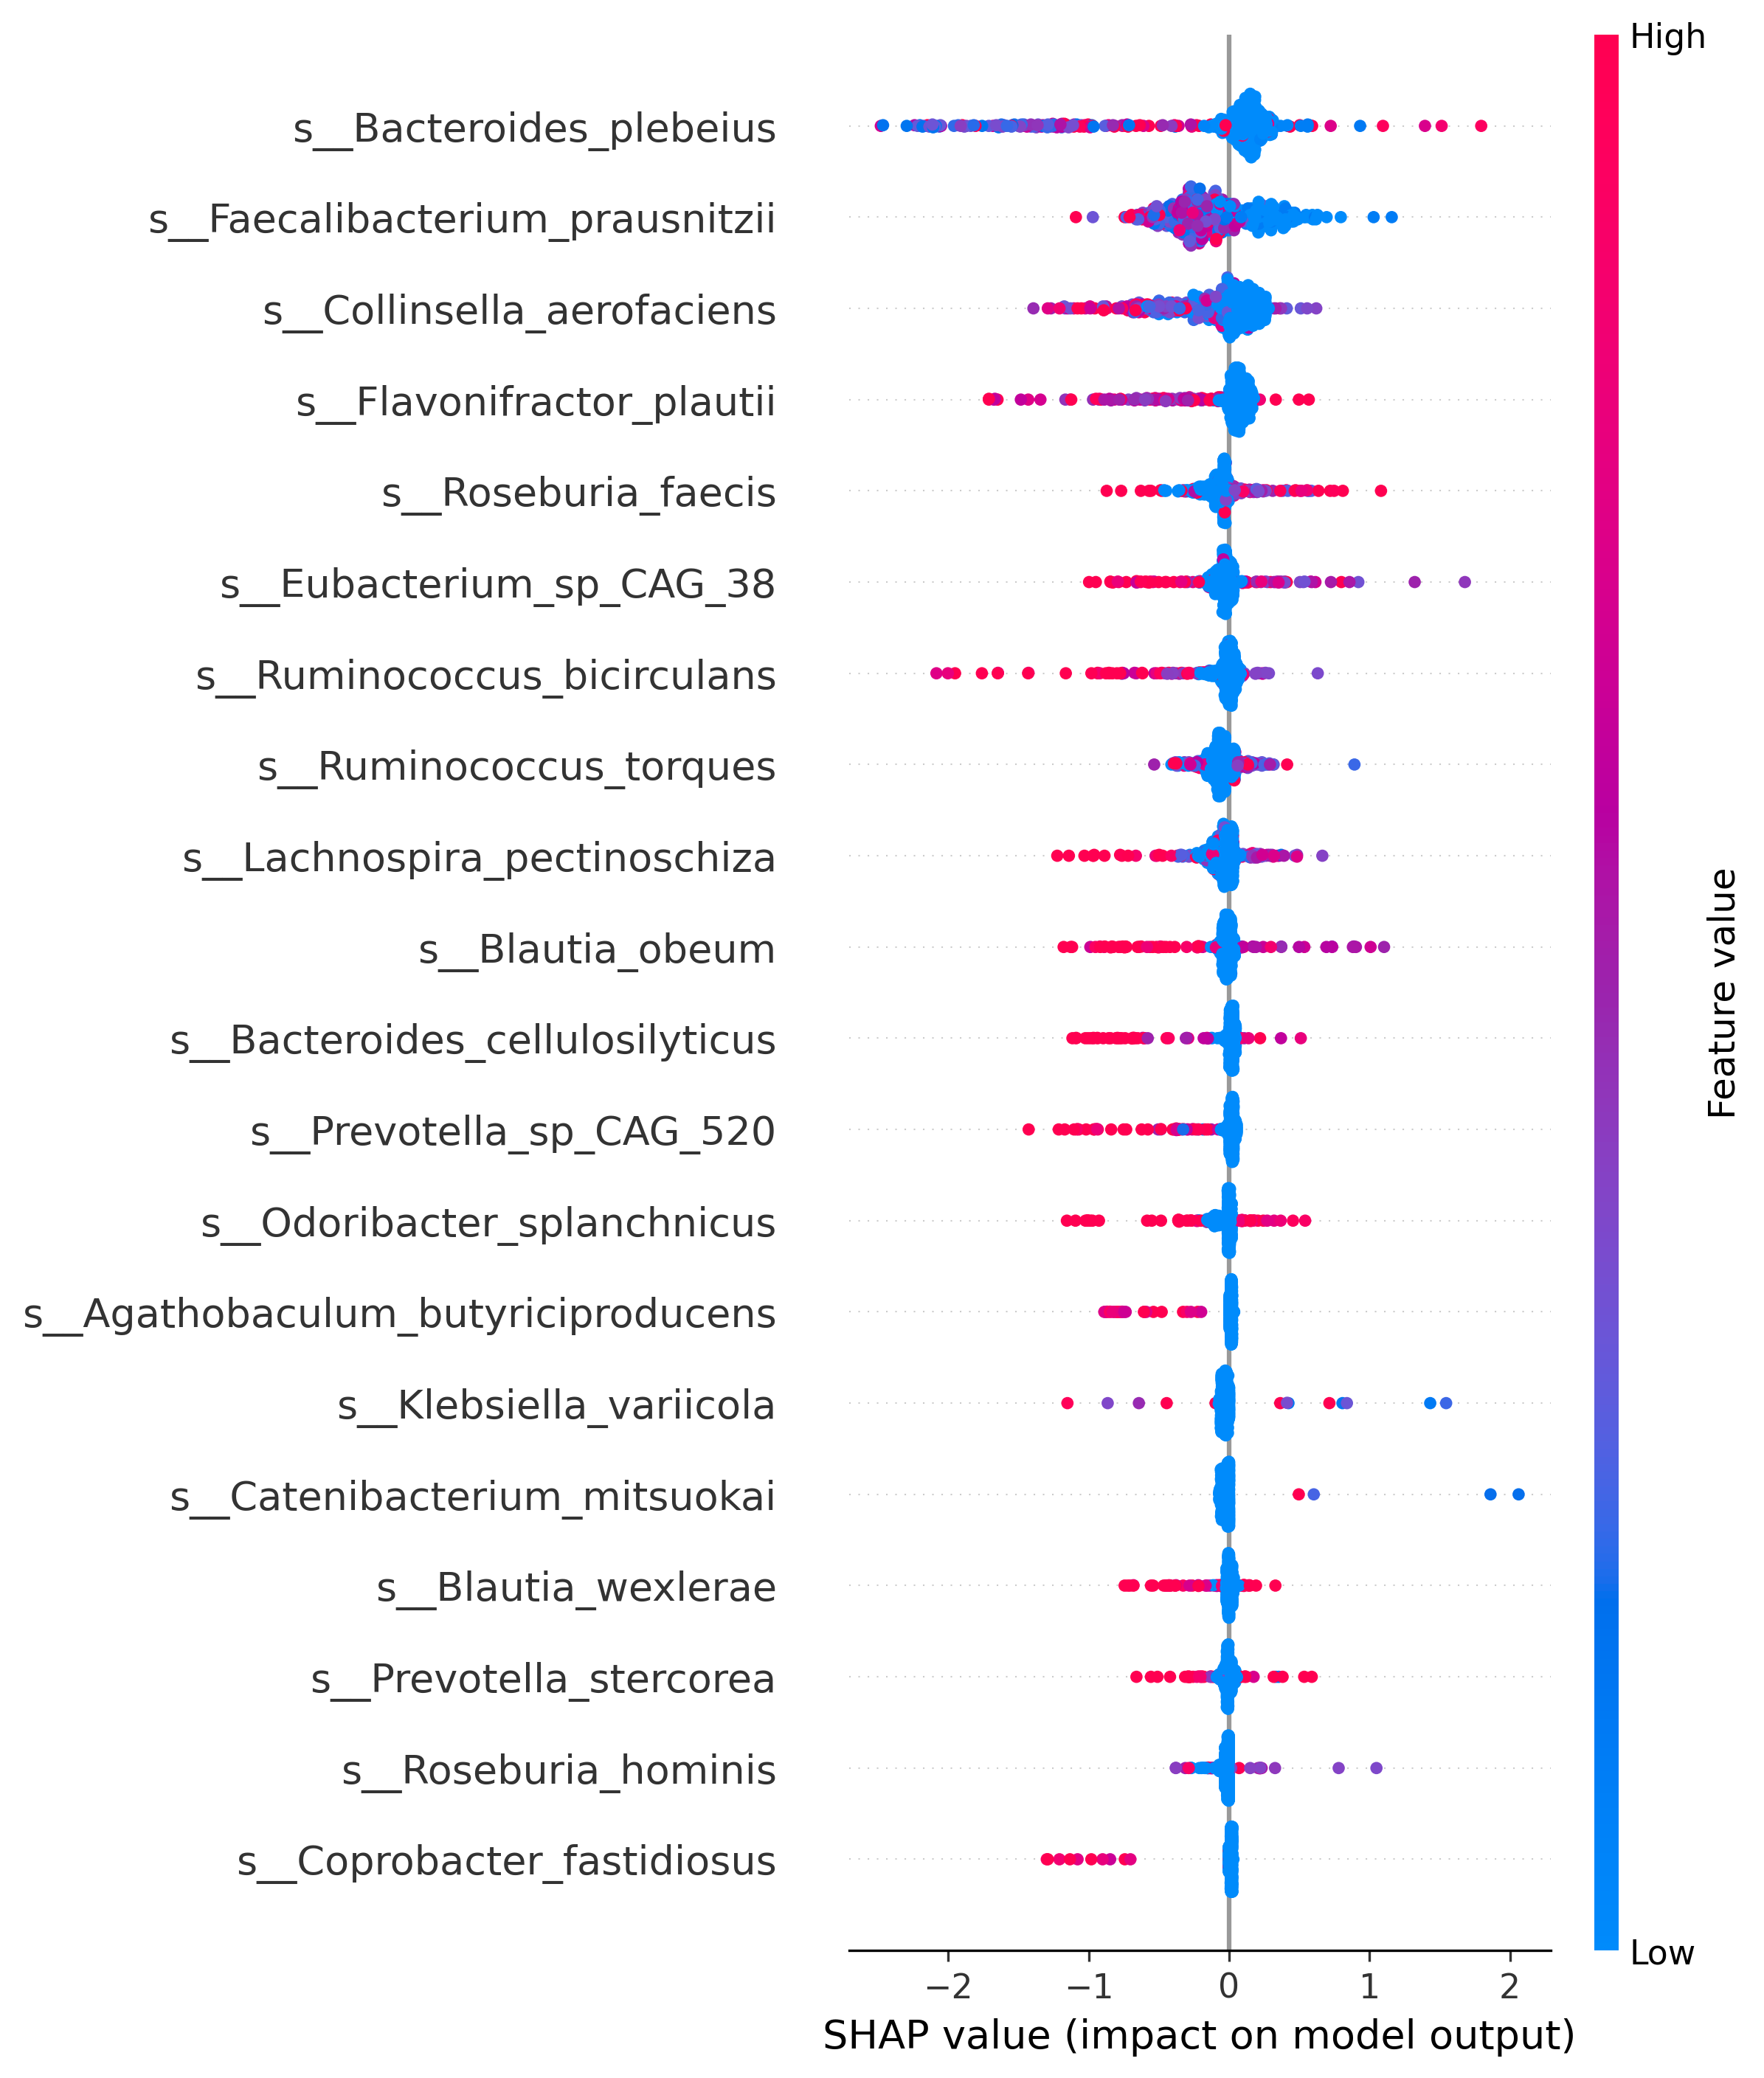 High
s__Bacteroides_plebeius
s__Faecalibacterium_prausnitzii
s__Collinsella_aerofaciens
s__Flavonifractor_plautii
s__Roseburia_faecis
s__Eubacterium_sp_CAG_38
s__Ruminococcus_bicirculans
s__Ruminococcus_torques
s__Lachnospira_pectinoschiza
s__Blautia_obeum
s__Bacteroides_cellulosilyticus
s__Prevotella_sp_CAG_520
s__Odoribacter_splanchnicus
s__Agathobaculum_butyriciproducens
s__Klebsiella_variicola
s__Catenibacterium_mitsuokai
s__Blautia_wexlerae
s__Prevotella_stercorea
s__Roseburia_hominis
s__Coprobacter_fastidiosus
Feature value
Low
−2 −1 0 1 2
SHAP value (impact on model output)